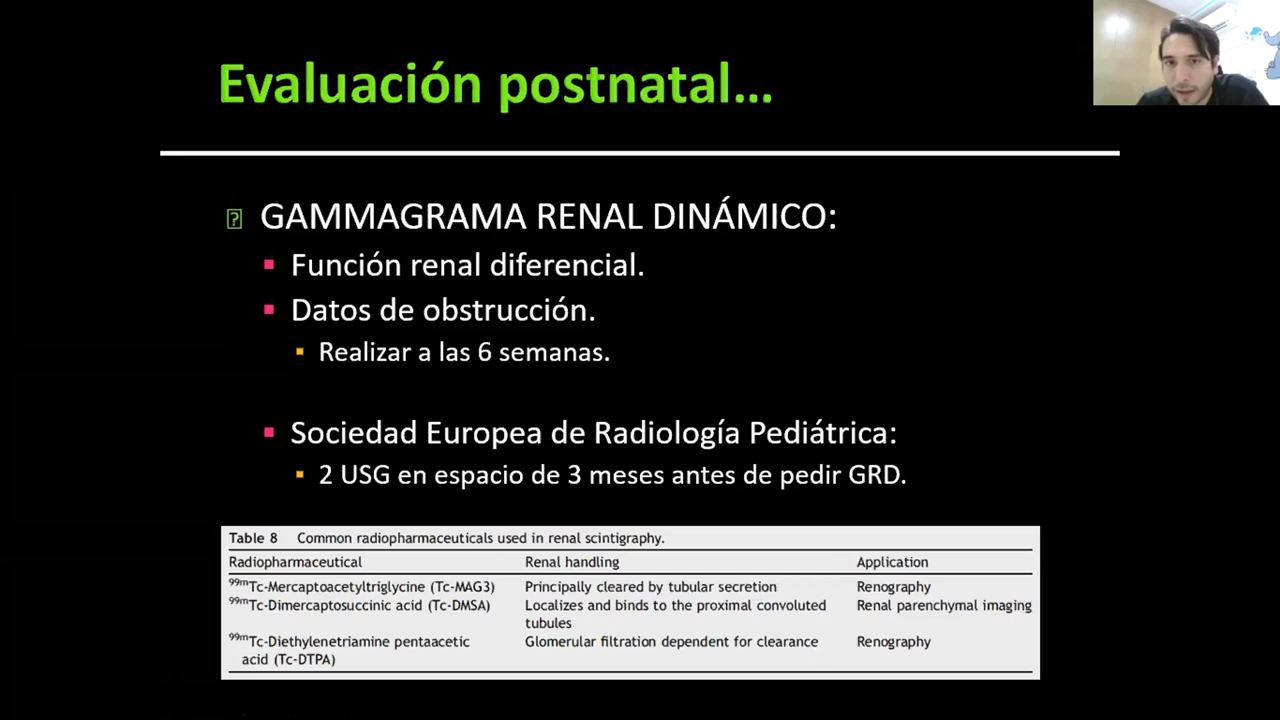 Evaluación postnatal...
GAMMAGRAMA RENAL DINÁMICO:
Función renal diferencial.
Datos de obstrucción.
Realizar a las 6 semanas.
Sociedad Europea de Radiología Pediátrica:
2 USG en espacio de 3 meses antes de pedir GRD.
Table 8 Common radiopharmaceuticals used in renal scintigraphy.
Radiopharmaceutical Renal handling Application
99mTc-Mercaptoacetyltriglycine (Tc-MAG3) Principally cleared by tubular secretion Renography
99mTc-Dimercaptosuccinic acid (Tc-DMSA) Localizes and binds to the proximal convoluted Renal parenchymal imaging
tubules
99mTc-Diethylenetriamine pentaacetic Glomerular filtration dependent for clearance Renography
acid (Tc-DTPA)